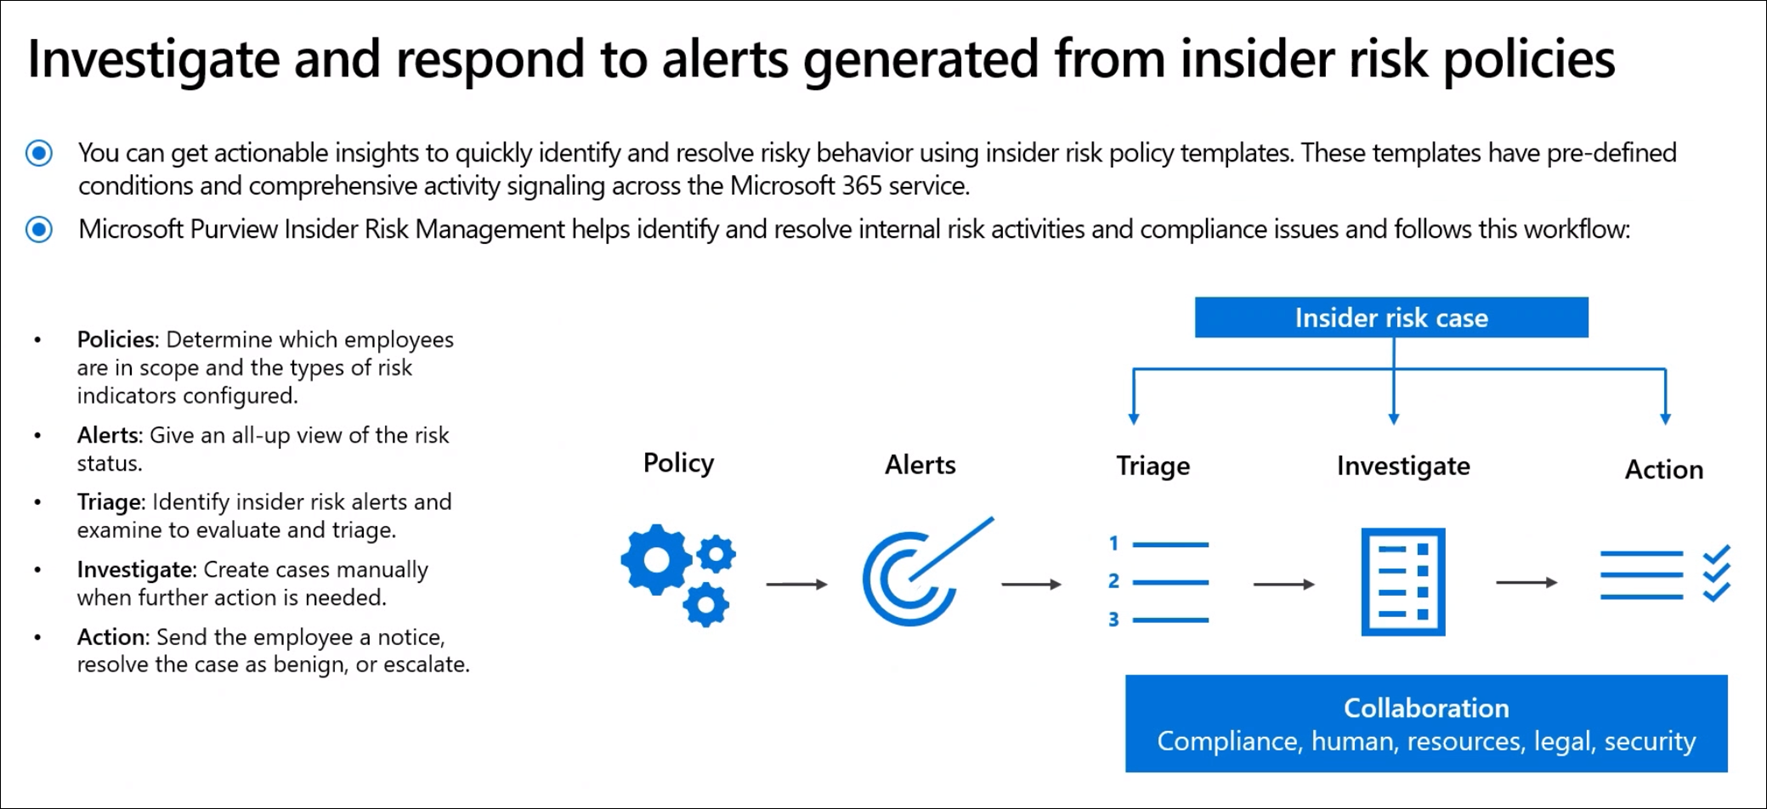 Investigate and respond to alerts generated from insider risk policies
You can get actionable insights to quickly identify and resolve risky behavior using insider risk policy templates. These templates have pre-defined
conditions and comprehensive activity signaling across the Microsoft 365 service.
Microsoft Purview Insider Risk Management helps identify and resolve internal risk activities and compliance issues and follows this workflow:
• Policies: Determine which employees
are in scope and the types of risk
indicators configured.
• Alerts: Give an all-up view of the risk
status.
• Triage: Identify insider risk alerts and
examine to evaluate and triage.
• Investigate: Create cases manually
when further action is needed.
• Action: Send the employee a notice,
resolve the case as benign, or escalate.
Insider risk case
Policy
Alerts
Triage
Investigate
Action
1
2
3
Collaboration
Compliance, human, resources, legal, security